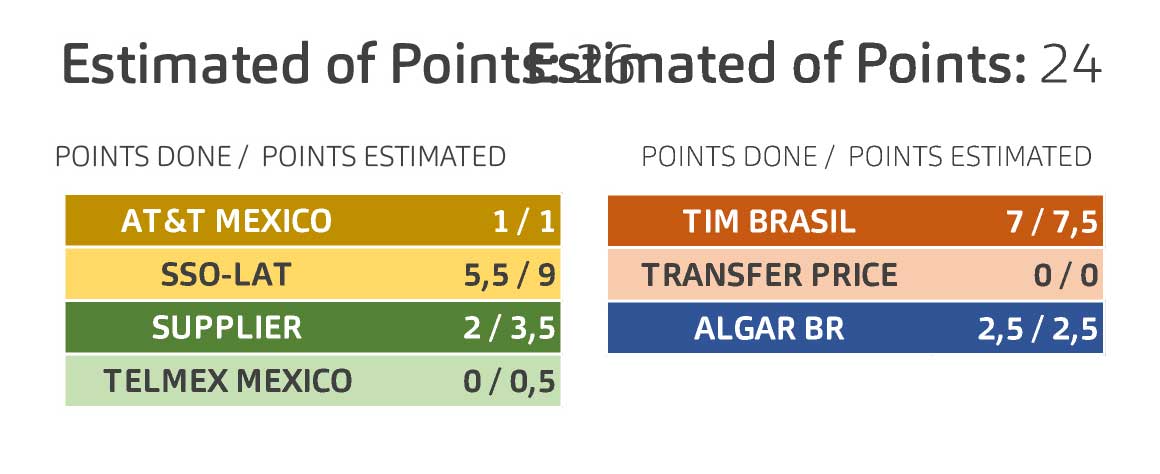 Estimated of Points: 26
Estimated of Points: 24
POINTS DONE / POINTS ESTIMATED
AT&T MEXICO 1 / 1
SSO-LAT 5,5 / 9
SUPPLIER 2 / 3,5
TELMEX MEXICO 0 / 0,5
POINTS DONE / POINTS ESTIMATED
TIM BRASIL 7 / 7,5
TRANSFER PRICE 0 / 0
ALGAR BR 2,5 / 2,5